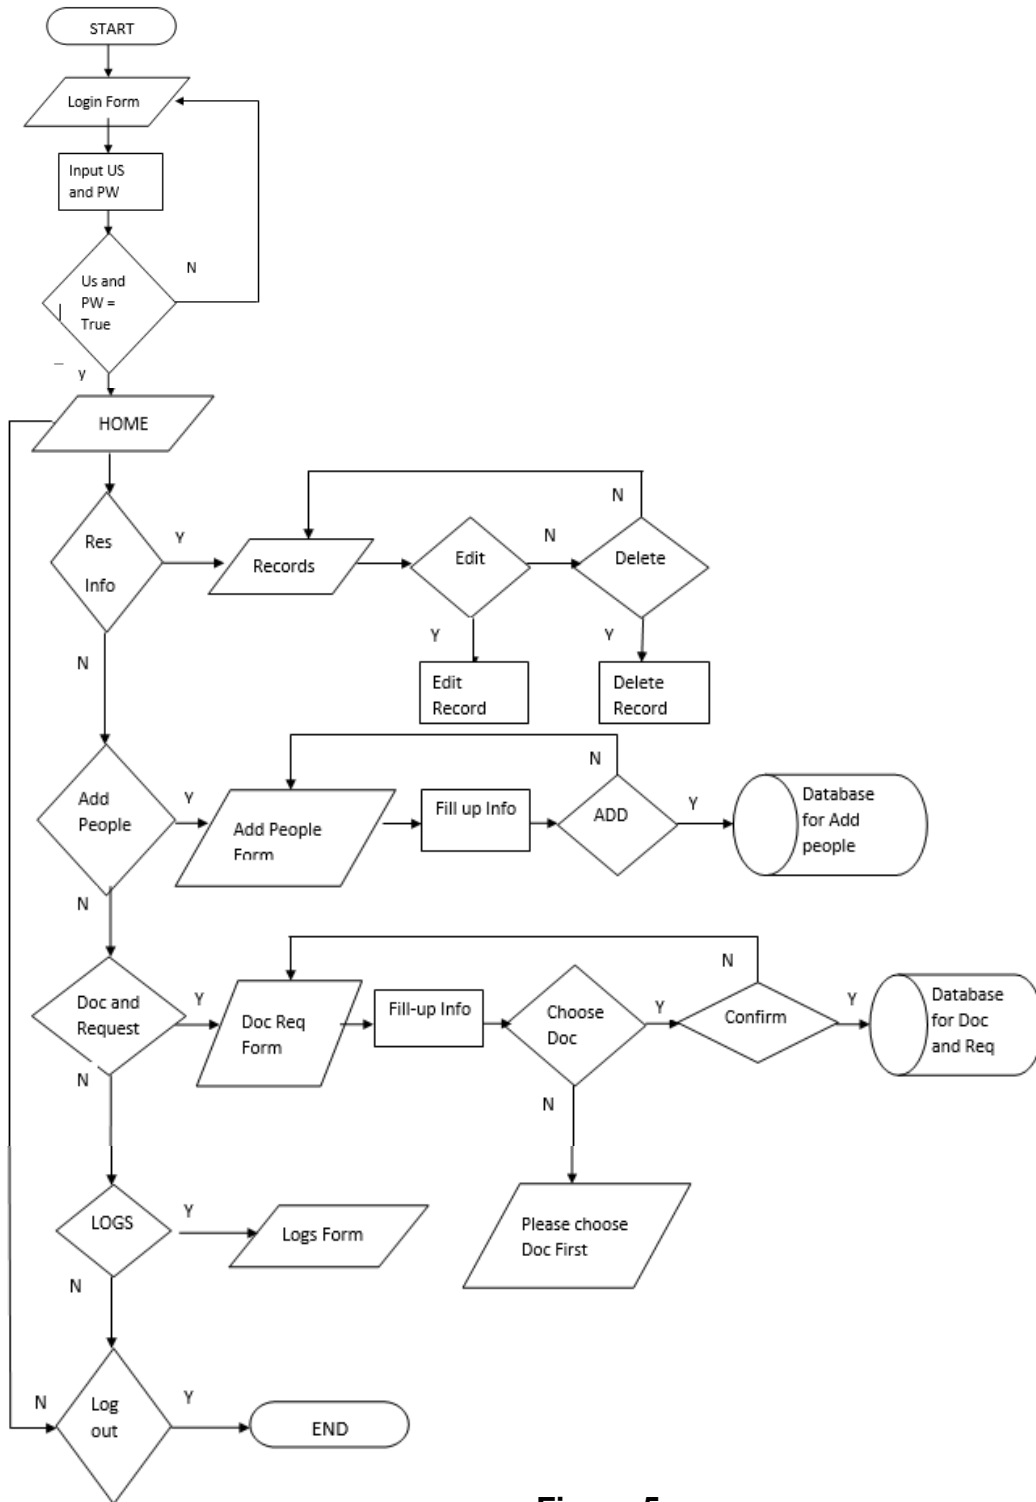 START
Login Form
Input US
and PW
N
Us and
PW =
True
y
HOME
N
Res
Info
Y
Records
Edit
N
Delete
N
Y
Y
Edit
Record
Delete
Record
N
Add
People
Y
Add People
Form
Fill up Info
ADD
Y
Database
for Add
people
N
N
Doc and
Request
Y
Doc Req
Form
Fill-up Info
Choose
Doc
Y
Confirm
Y
Database
for Doc
and Req
N
N
LOGS
Y
Logs Form
Please choose
Doc First
N
N
Log
out
Y
END